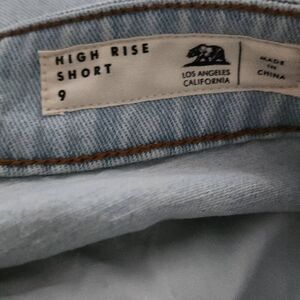 HIGH RISE
SHORT
9
LOS ANGELES
CALIFORNIA
MADE
IN
CHINA